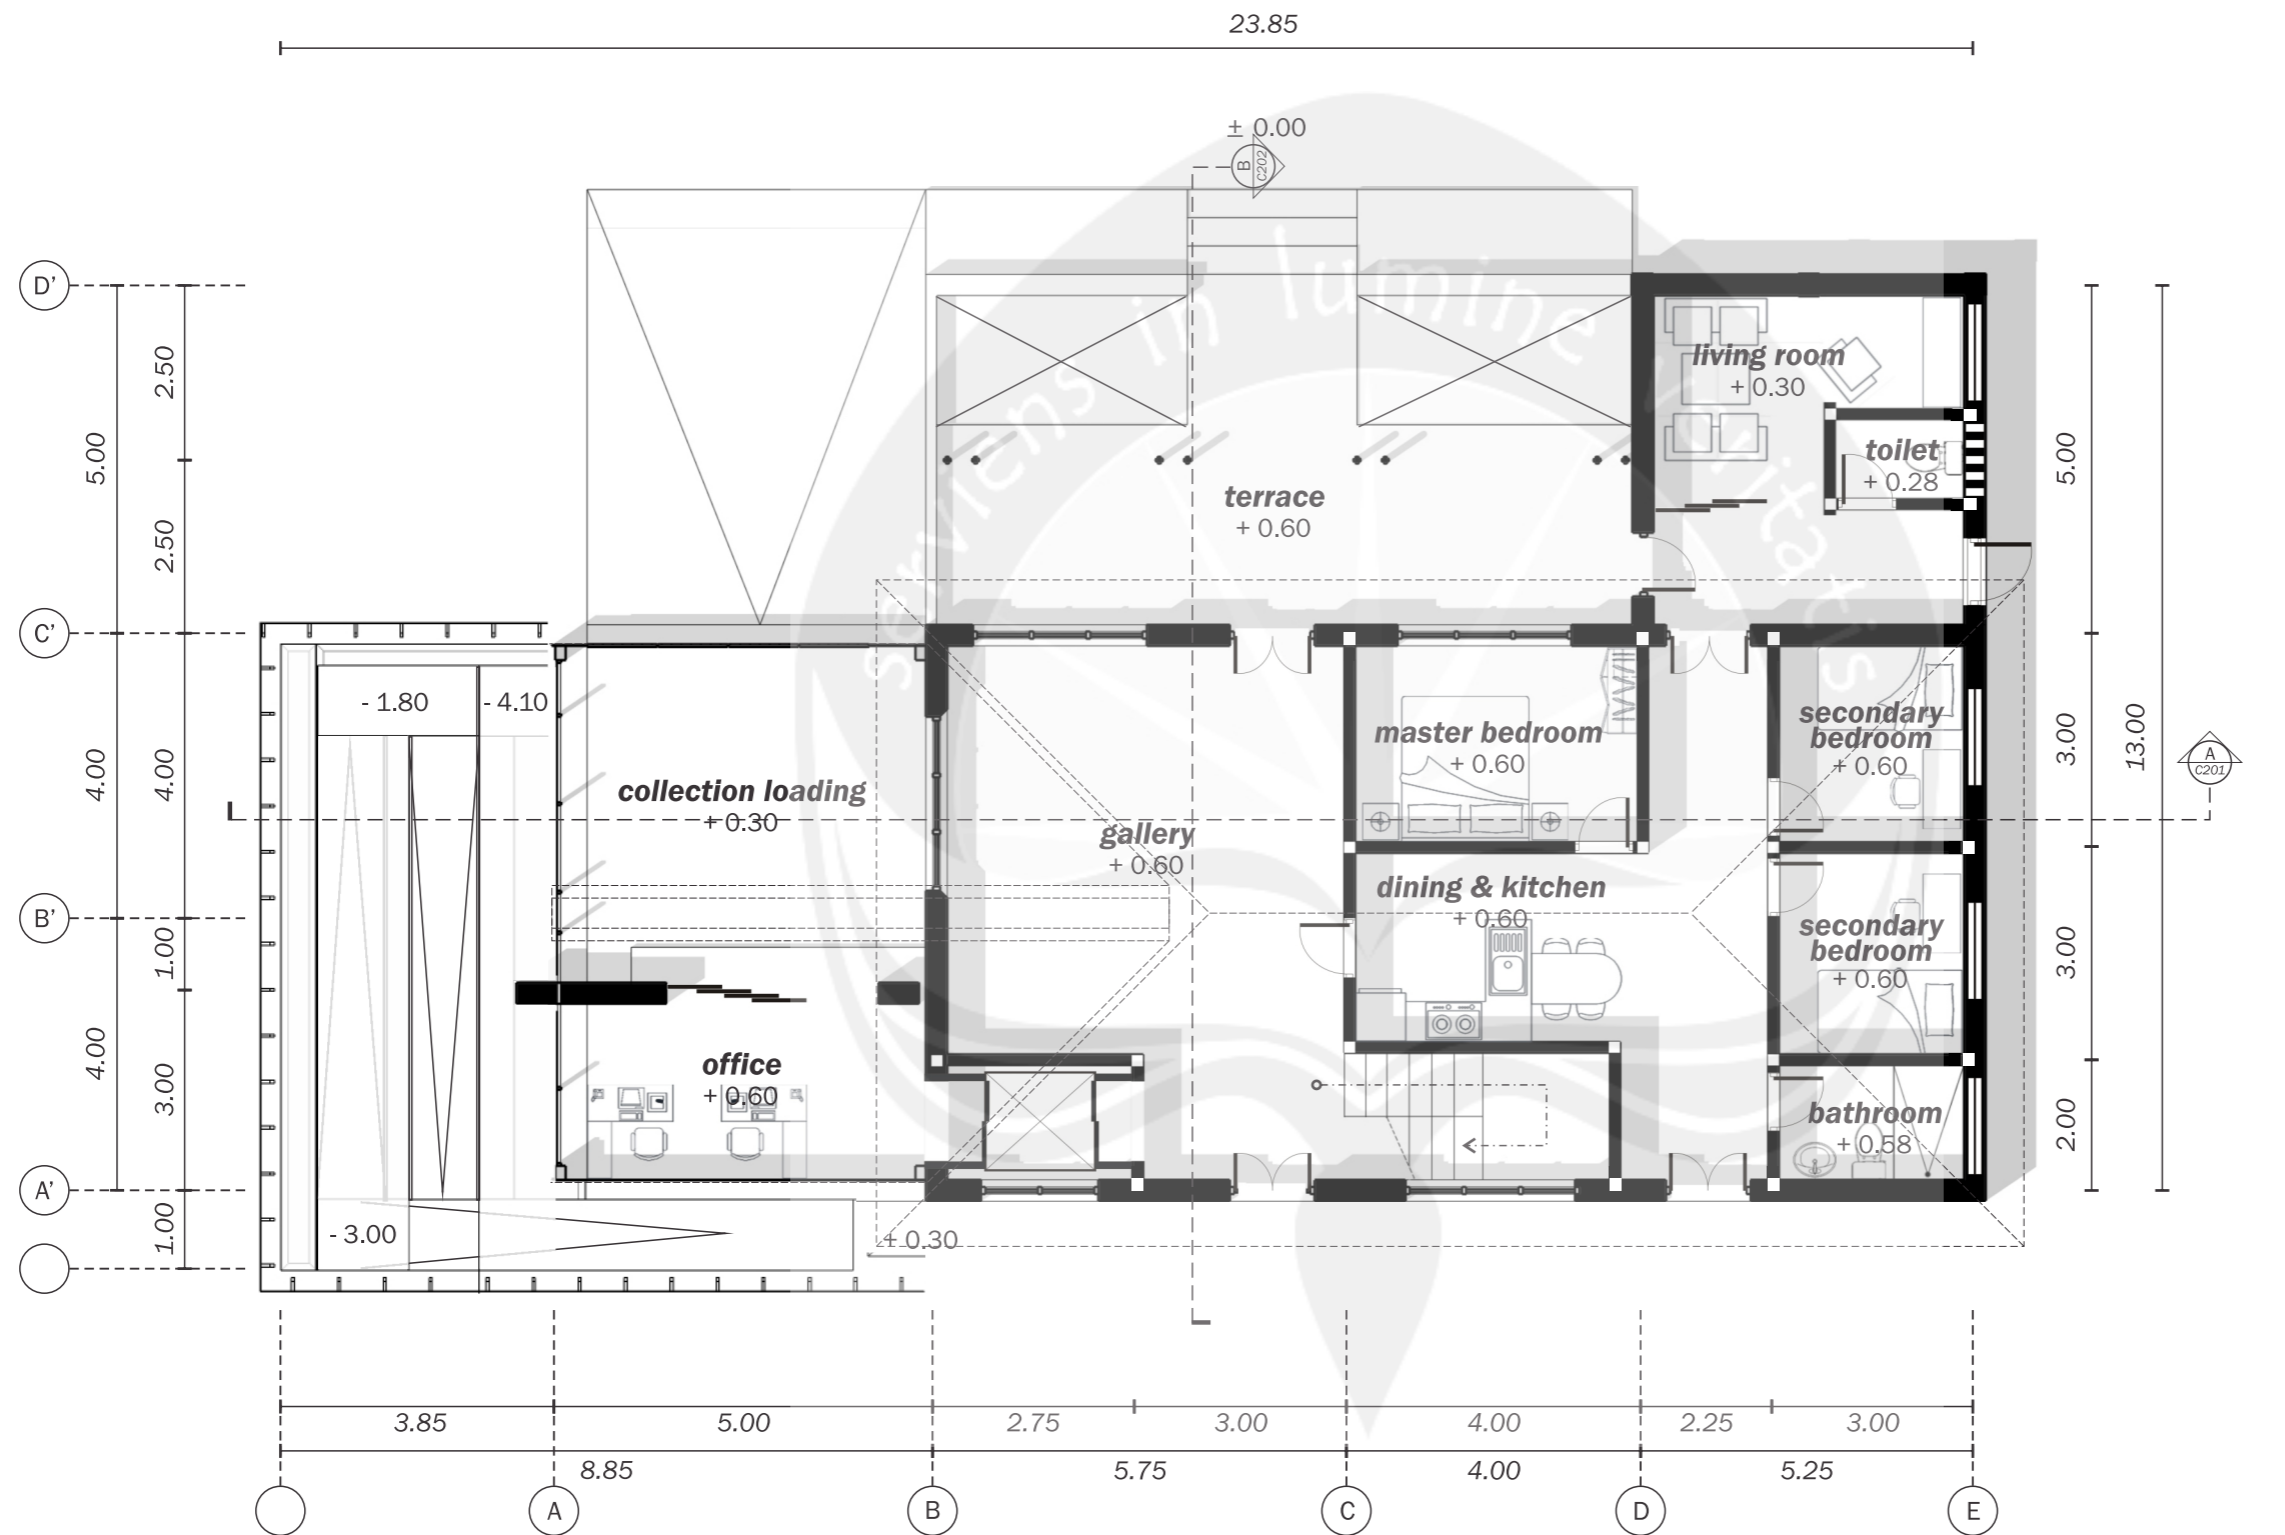 23.85
± 0.00
B
C202
D'
2.50
5.00
living room
+ 0.30
toilet
+ 0.28
5.00
terrace
+ 0.60
2.50
serviens in lumine veritatis
C'
- 1.80
- 4.10
4.00
4.00
collection loading
+ 0.30
master bedroom
+ 0.60
secondary
bedroom
+ 0.60
3.00
13.00
A
C201
gallery
+ 0.60
dining & kitchen
+ 0.60
B'
1.00
secondary
bedroom
+ 0.60
3.00
4.00
3.00
office
+ 0.60
bathroom
+ 0.58
2.00
A'
1.00
- 3.00
+ 0.30
3.85
5.00
2.75
3.00
4.00
2.25
3.00
8.85
5.75
4.00
5.25
A
B
C
D
E